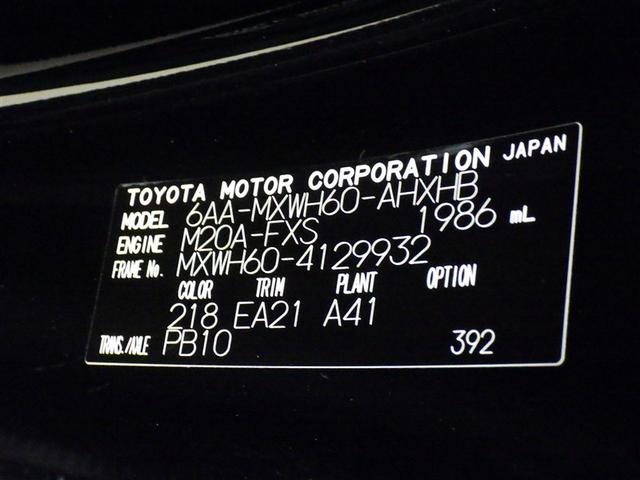 TOYOTA MOTOR CORPORATION JAPAN
MODEL 6AA-MXWH60-AHXHB
ENGINE M20A-FXS 1986 mL
FRAME No. MXWH60-4129932
COLOR TRIM PLANT OPTION
218 EA21 A41
TRANS./AXLE PB10 392